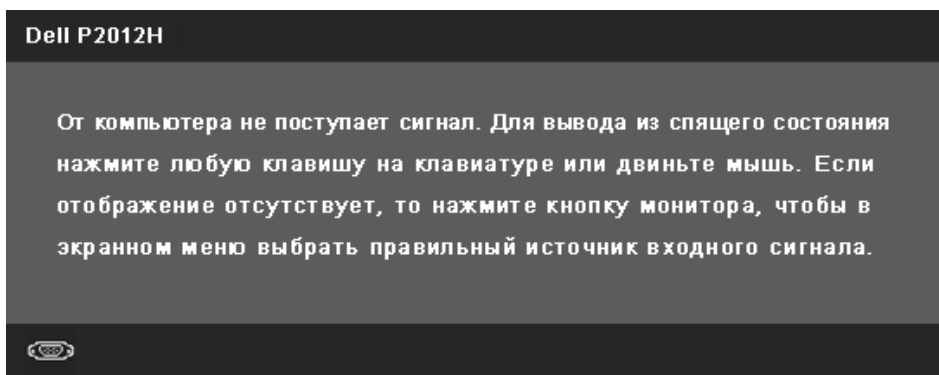 Dell P2012H
От компьютера не поступает сигнал. Для вывода из спящего состояния
нажмите любую клавишу на клавиатуре или двиньте мышь. Если
отображение отсутствует, то нажмите кнопку монитора, чтобы в
экранном меню выбрать правильный источник входного сигнала.